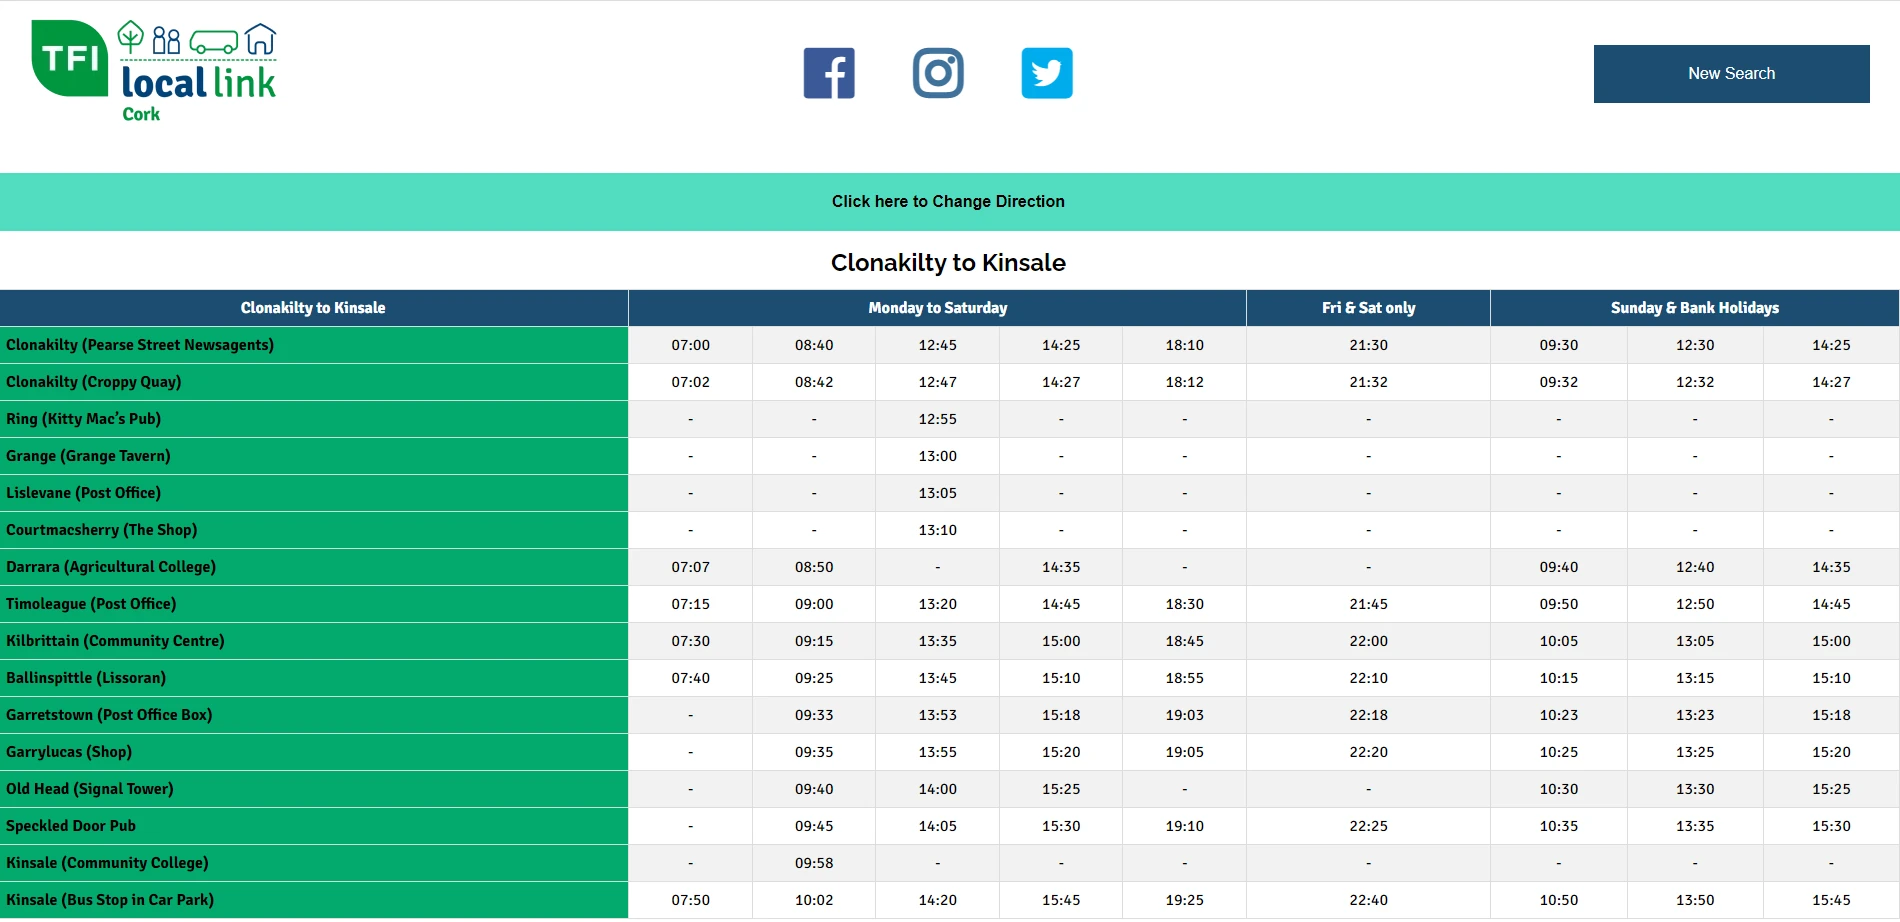 TFI
local link
Cork
New Search
Click here to Change Direction
Clonakilty to Kinsale
Clonakilty to Kinsale Monday to Saturday Fri & Sat only Sunday & Bank Holidays
Clonakilty (Pearse Street Newsagents) 07:00 08:40 12:45 14:25 18:10 21:30 09:30 12:30 14:25
Clonakilty (Croppy Quay) 07:02 08:42 12:47 14:27 18:12 21:32 09:32 12:32 14:27
Ring (Kitty Mac’s Pub) - - 12:55 - - - - - -
Grange (Grange Tavern) - - 13:00 - - - - - -
Lislevane (Post Office) - - 13:05 - - - - - -
Courtmacsherry (The Shop) - - 13:10 - - - - - -
Darrara (Agricultural College) 07:07 08:50 - 14:35 - - 09:40 12:40 14:35
Timoleague (Post Office) 07:15 09:00 13:20 14:45 18:30 21:45 09:50 12:50 14:45
Kilbrittain (Community Centre) 07:30 09:15 13:35 15:00 18:45 22:00 10:05 13:05 15:00
Ballinspittle (Lissoran) 07:40 09:25 13:45 15:10 18:55 22:10 10:15 13:15 15:10
Garretstown (Post Office Box) - 09:33 13:53 15:18 19:03 22:18 10:23 13:23 15:18
Garrylucas (Shop) - 09:35 13:55 15:20 19:05 22:20 10:25 13:25 15:20
Old Head (Signal Tower) - 09:40 14:00 15:25 - - 10:30 13:30 15:25
Speckled Door Pub - 09:45 14:05 15:30 19:10 22:25 10:35 13:35 15:30
Kinsale (Community College) - 09:58 - - - - - - -
Kinsale (Bus Stop in Car Park) 07:50 10:02 14:20 15:45 19:25 22:40 10:50 13:50 15:45